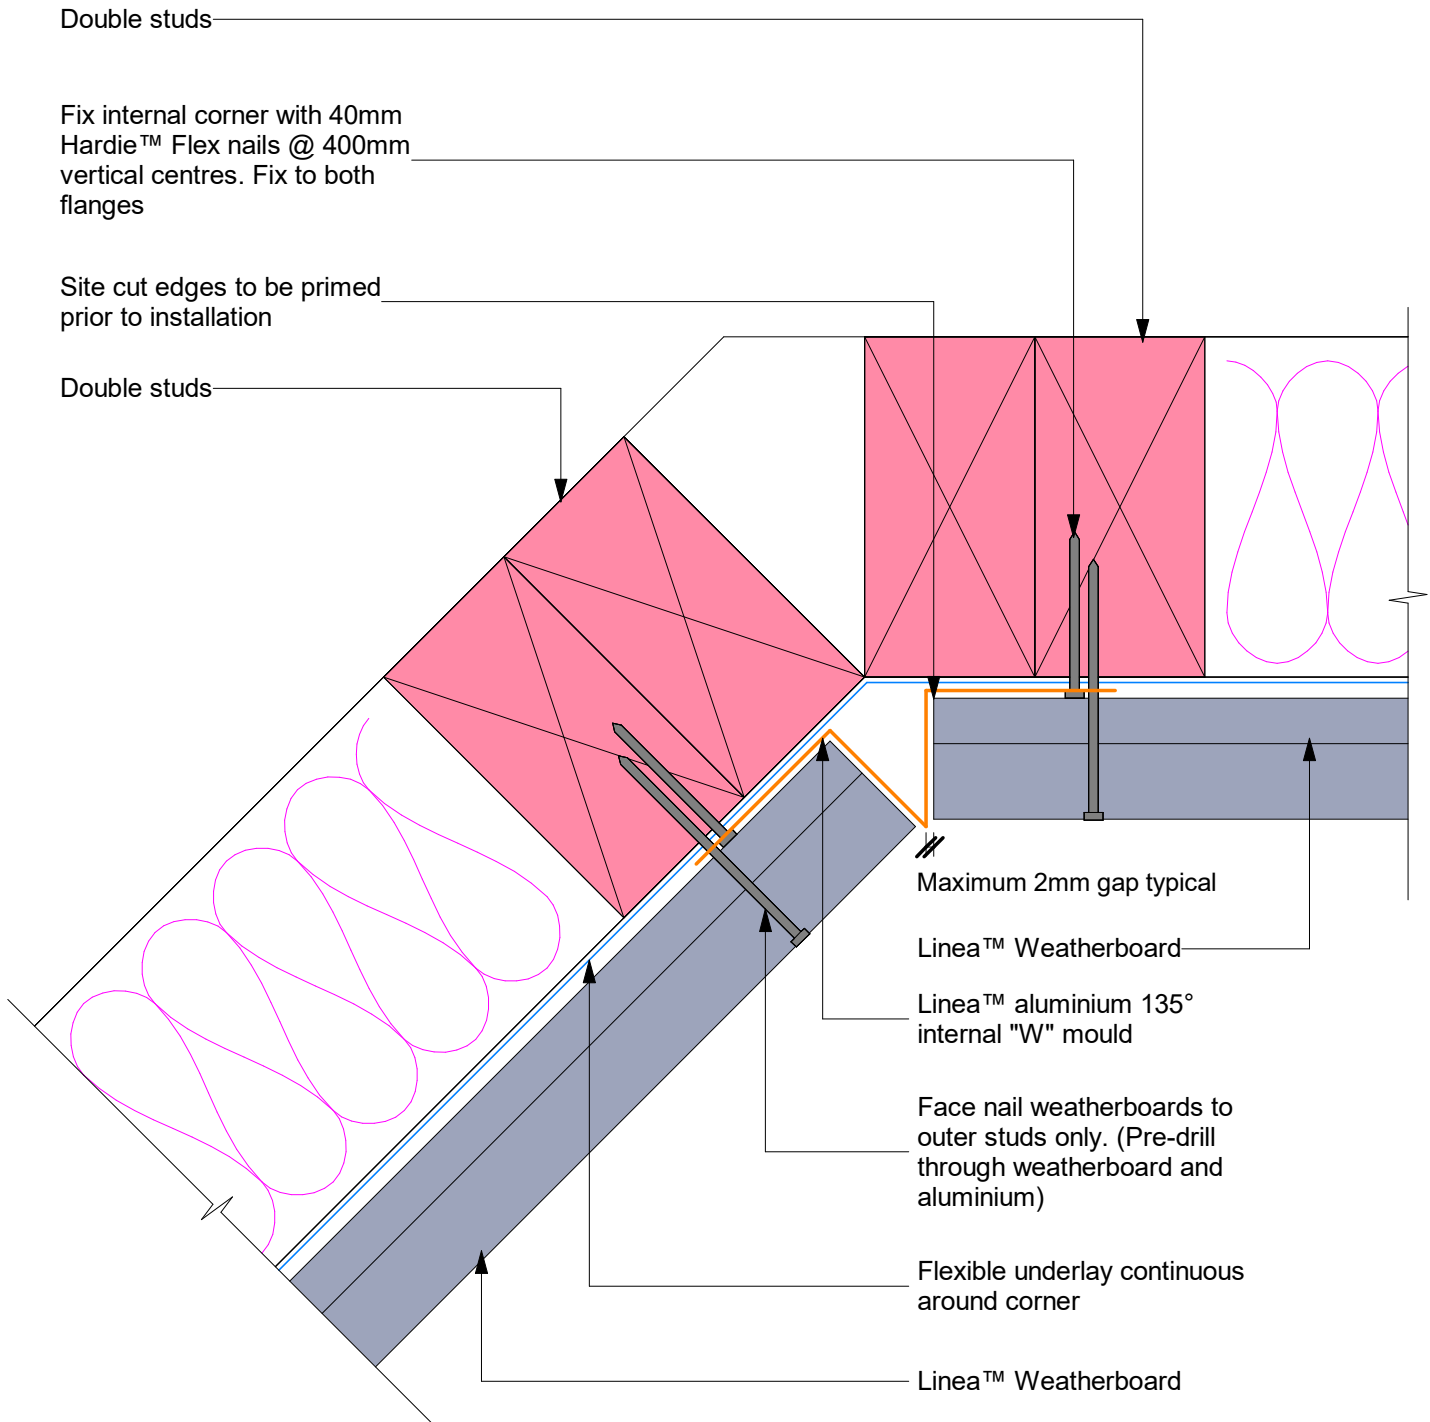 Double studs
Fix internal corner with 40mm
Hardie™ Flex nails @ 400mm
vertical centres. Fix to both
flanges
Site cut edges to be primed
prior to installation
Double studs
Maximum 2mm gap typical
Linea™ Weatherboard
Linea™ aluminium 135°
internal "W" mould
Face nail weatherboards to
outer studs only. (Pre-drill
through weatherboard and
aluminium)
Flexible underlay continuous
around corner
Linea™ Weatherboard